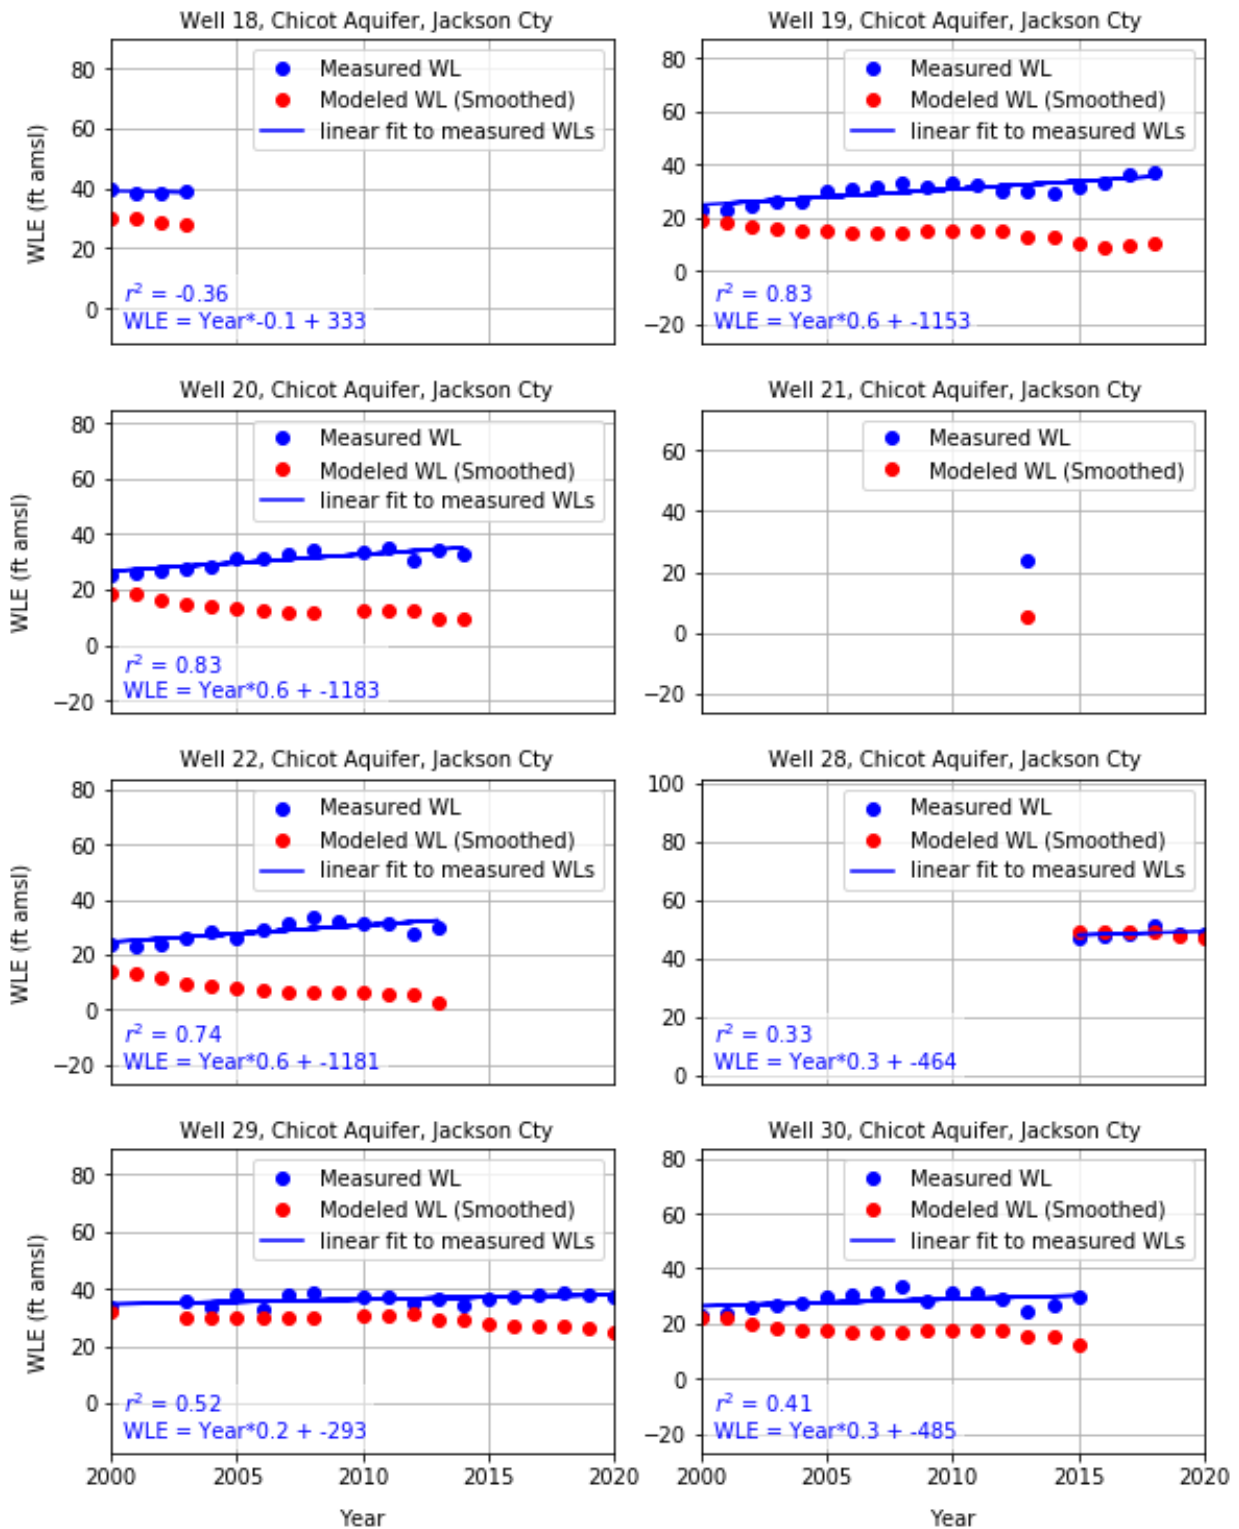 Well 18, Chicot Aquifer, Jackson Cty
80
60
40
20
0
WLE (ft amsl)
Measured WL
Modeled WL (Smoothed)
linear fit to measured WLs
r² = -0.36
WLE = Year*-0.1 + 333
Well 19, Chicot Aquifer, Jackson Cty
80
60
40
20
0
−20
Measured WL
Modeled WL (Smoothed)
linear fit to measured WLs
r² = 0.83
WLE = Year*0.6 + -1153
Well 20, Chicot Aquifer, Jackson Cty
80
60
40
20
0
−20
WLE (ft amsl)
Measured WL
Modeled WL (Smoothed)
linear fit to measured WLs
r² = 0.83
WLE = Year*0.6 + -1183
Well 21, Chicot Aquifer, Jackson Cty
60
40
20
0
−20
Measured WL
Modeled WL (Smoothed)
Well 22, Chicot Aquifer, Jackson Cty
80
60
40
20
0
−20
WLE (ft amsl)
Measured WL
Modeled WL (Smoothed)
linear fit to measured WLs
r² = 0.74
WLE = Year*0.6 + -1181
Well 28, Chicot Aquifer, Jackson Cty
100
80
60
40
20
0
Measured WL
Modeled WL (Smoothed)
linear fit to measured WLs
r² = 0.33
WLE = Year*0.3 + -464
Well 29, Chicot Aquifer, Jackson Cty
80
60
40
20
0
WLE (ft amsl)
Measured WL
Modeled WL (Smoothed)
linear fit to measured WLs
r² = 0.52
WLE = Year*0.2 + -293
2000 2005 2010 2015 2020
Year
Well 30, Chicot Aquifer, Jackson Cty
80
60
40
20
0
−20
Measured WL
Modeled WL (Smoothed)
linear fit to measured WLs
r² = 0.41
WLE = Year*0.3 + -485
2000 2005 2010 2015 2020
Year